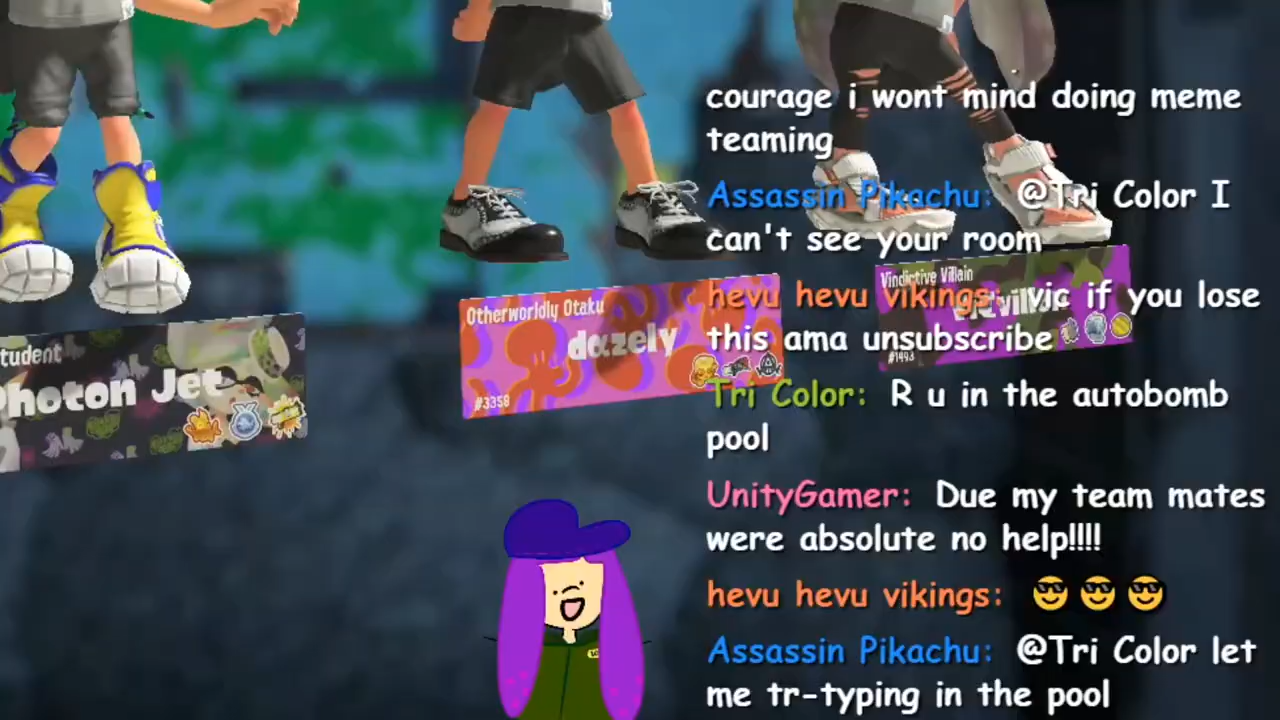 courage i wont mind doing meme
teaming
Assassin Pikachu: @Tri Color I
can't see your room
hevu hevu vikings: vic if you lose
this ama unsubscribe
Tri Color: R u in the autobomb
pool
UnityGamer: Due my team mates
were absolute no help!!!!
hevu hevu vikings: 😎 😎 😎
Assassin Pikachu: @Tri Color let
me tr-typing in the pool
tudent
Photon Jet
Otherworldly Otaku
dazely
#3358
Vindictive Villain
#1493